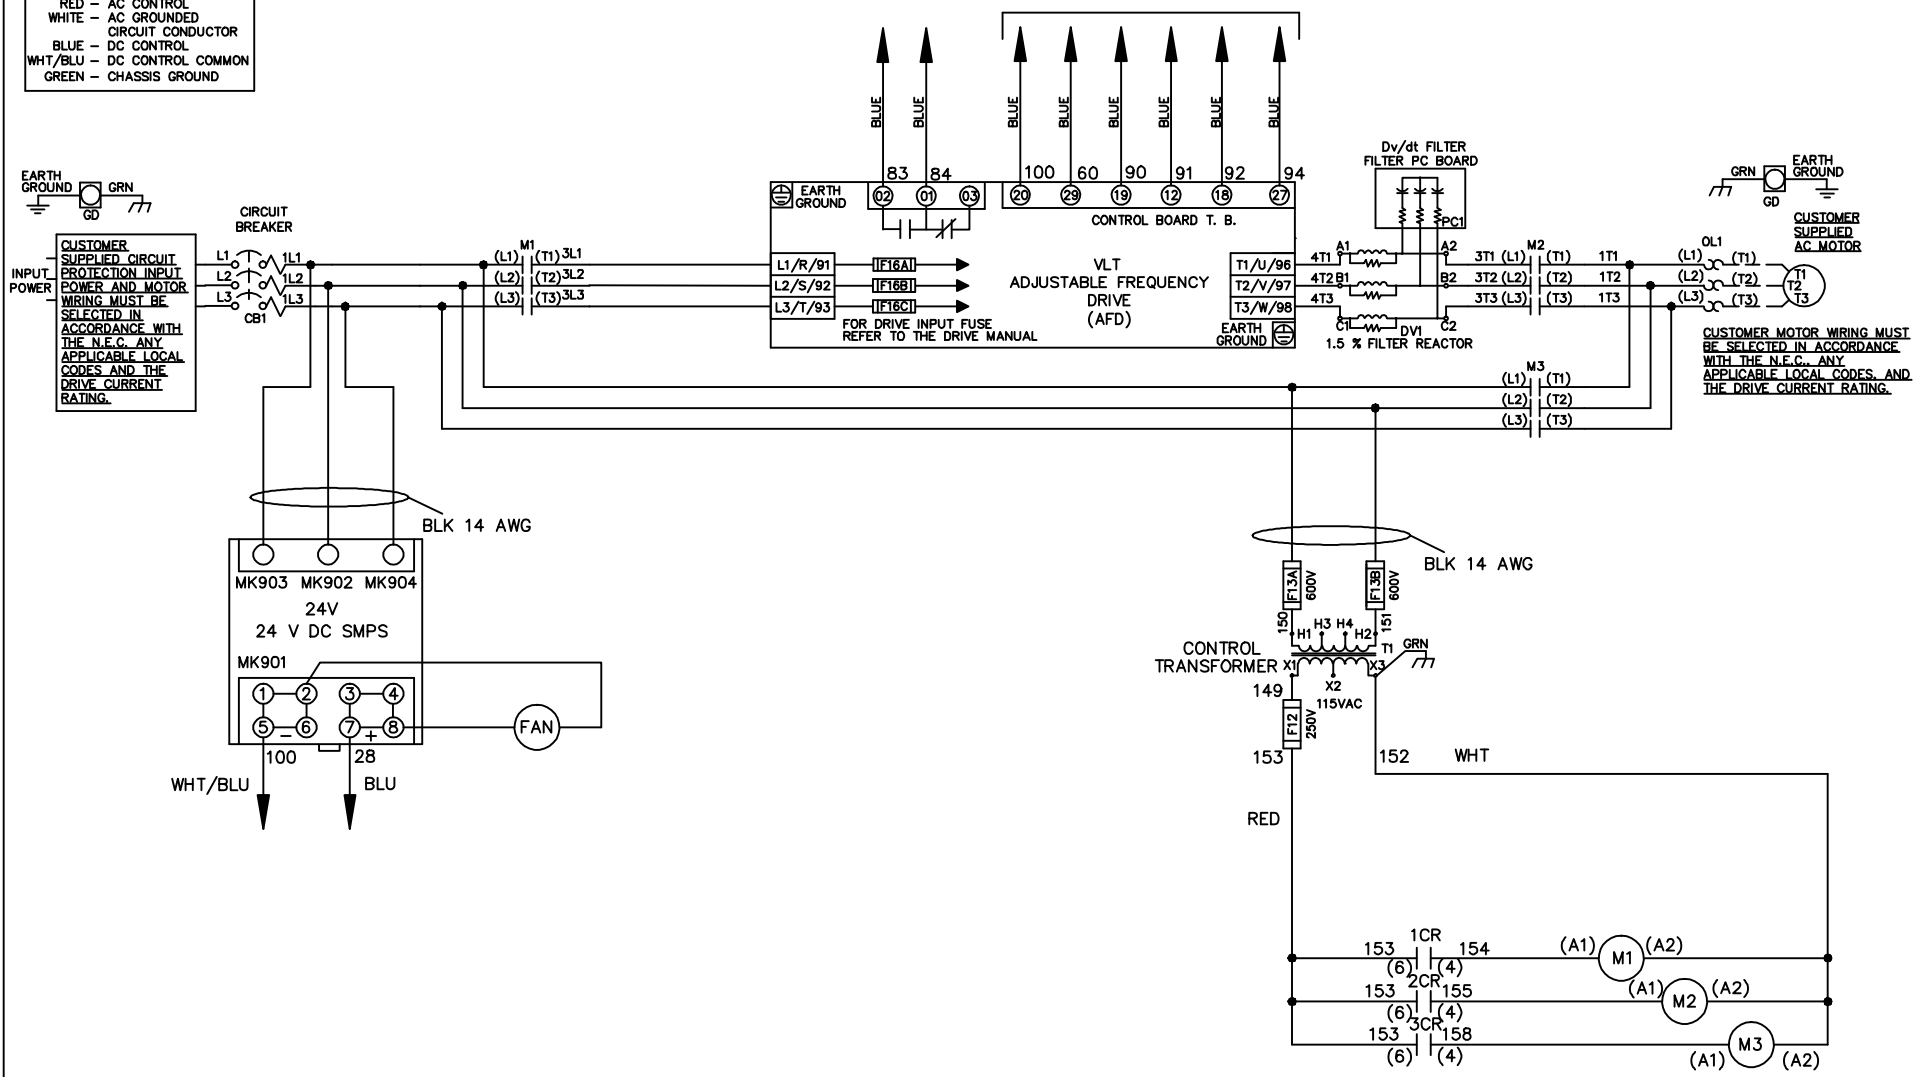 RED – AC CONTROL
WHITE – AC GROUNDED
CIRCUIT CONDUCTOR
BLUE – DC CONTROL
WHT/BLU – DC CONTROL COMMON
GREEN – CHASSIS GROUND
BLUE
BLUE
BLUE
BLUE
BLUE
BLUE
BLUE
BLUE
EARTH
GROUND
GRN
GD
CIRCUIT
BREAKER
INPUT
POWER
CUSTOMER
SUPPLIED CIRCUIT
PROTECTION INPUT
POWER AND MOTOR
WIRING MUST BE
SELECTED IN
ACCORDANCE WITH
THE N.E.C. ANY
APPLICABLE LOCAL
CODES AND THE
DRIVE CURRENT
RATING.
L1 1L1
L2 1L2
L3 1L3
CB1
M1
(L1) (T1) 3L1
(L2) (T2) 3L2
(L3) (T3) 3L3
83 84
100 60 90 91 92 94
EARTH
GROUND
02 01 03
20 29 19 12 18 27
CONTROL BOARD T. B.
L1/R/91
L2/S/92
L3/T/93
F16A
F16B
F16C
FOR DRIVE INPUT FUSE
REFER TO THE DRIVE MANUAL
VLT
ADJUSTABLE FREQUENCY
DRIVE
(AFD)
T1/U/96
T2/V/97
T3/W/98
EARTH
GROUND
Dv/dt FILTER
FILTER PC BOARD
PC1
4T1 A1 A2
4T2 B1 B2
4T3 C1 C2
DV1
1.5 % FILTER REACTOR
M2
3T1 (L1) (T1) 1T1
3T2 (L2) (T2) 1T2
3T3 (L3) (T3) 1T3
GRN
GD
EARTH
GROUND
CUSTOMER
SUPPLIED
AC MOTOR
OL1
(L1) (T1)
(L2) (T2)
(L3) (T3)
T1
T2
T3
CUSTOMER MOTOR WIRING MUST
BE SELECTED IN ACCORDANCE
WITH THE N.E.C., ANY
APPLICABLE LOCAL CODES, AND
THE DRIVE CURRENT RATING.
M3
(L1) (T1)
(L2) (T2)
(L3) (T3)
BLK 14 AWG
MK903 MK902 MK904
24V
24 V DC SMPS
MK901
1 2 3 4
5 – 6 7 + 8
FAN
100 28
WHT/BLU BLU
BLK 14 AWG
F13A
600V
F13B
600V
150
151
H1 H3 H4 H2
T1
GRN
CONTROL
TRANSFORMER
X1 X2 X3
115VAC
149
F12
250V
153
152 WHT
RED
1CR
153 154 (A1) M1 (A2)
(6) (4)
2CR
153 155 (A1) M2 (A2)
(6) (4)
3CR
153 158 M3
(6) (4) (A1) (A2)